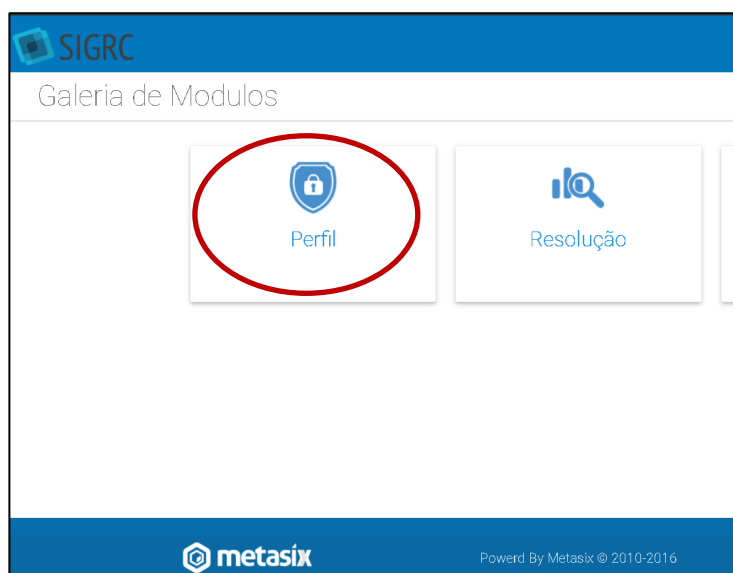 SIGRC
Galeria de Modulos
Perfil
Resolução
metasix
Powerd By Metasix © 2010-2016